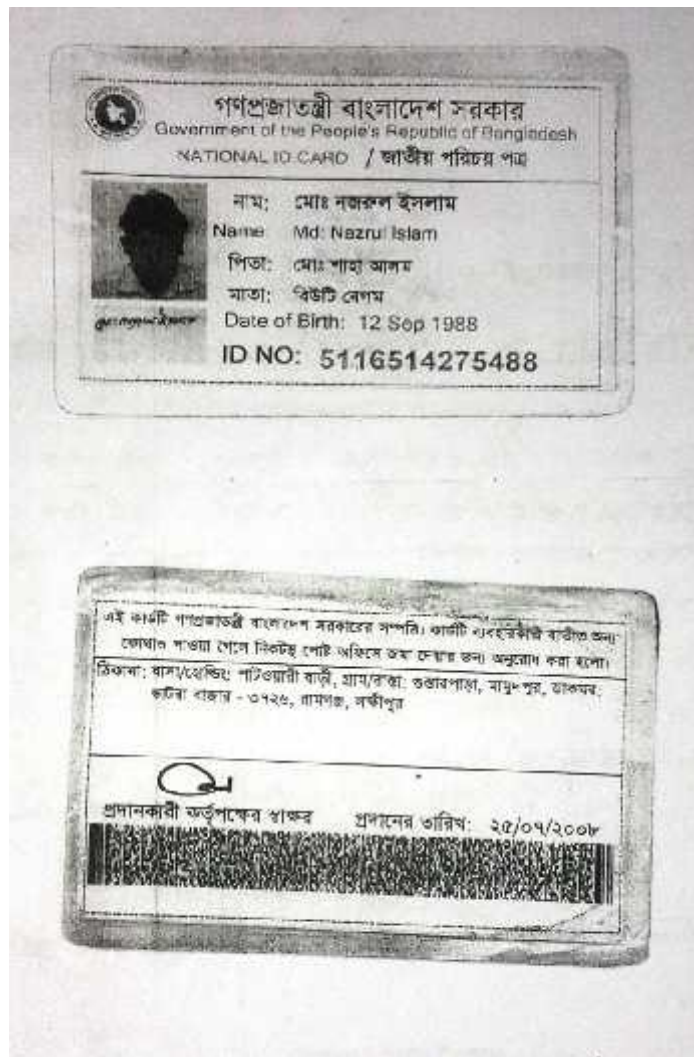 গণপ্রজাতন্ত্রী বাংলাদেশ সরকার
Government of the People's Republic of Bangladesh
NATIONAL ID CARD / জাতীয় পরিচয় পত্র
নাম: মোঃ নজরুল ইসলাম
Name Md. Nazrul Islam
পিতা: মোঃ শাহা আলম
মাতা: বিউটি বেগম
Date of Birth: 12 Sep 1988
ID NO: 5116514275488
এই কার্ডটি গণপ্রজাতন্ত্রী বাংলাদেশ সরকারের সম্পত্তি। কার্ডটি ব্যবহারকারী ব্যতীত অন্য
কোথাও পাওয়া গেলে নিকটস্থ পোষ্ট অফিসে জমা দেবার জন্য অনুরোধ করা হলো।
ঠিকানা: বাসা/হোল্ডিং: পাটওয়ারী বাড়ী, গ্রাম/রাস্তা: ডাকঘর:
বাজার - ৩৭২৬, রামগঞ্জ, লক্ষ্মীপুর
প্রদানকারী কর্তৃপক্ষের স্বাক্ষর প্রদানের তারিখ: ২৫/০৭/২০০৮